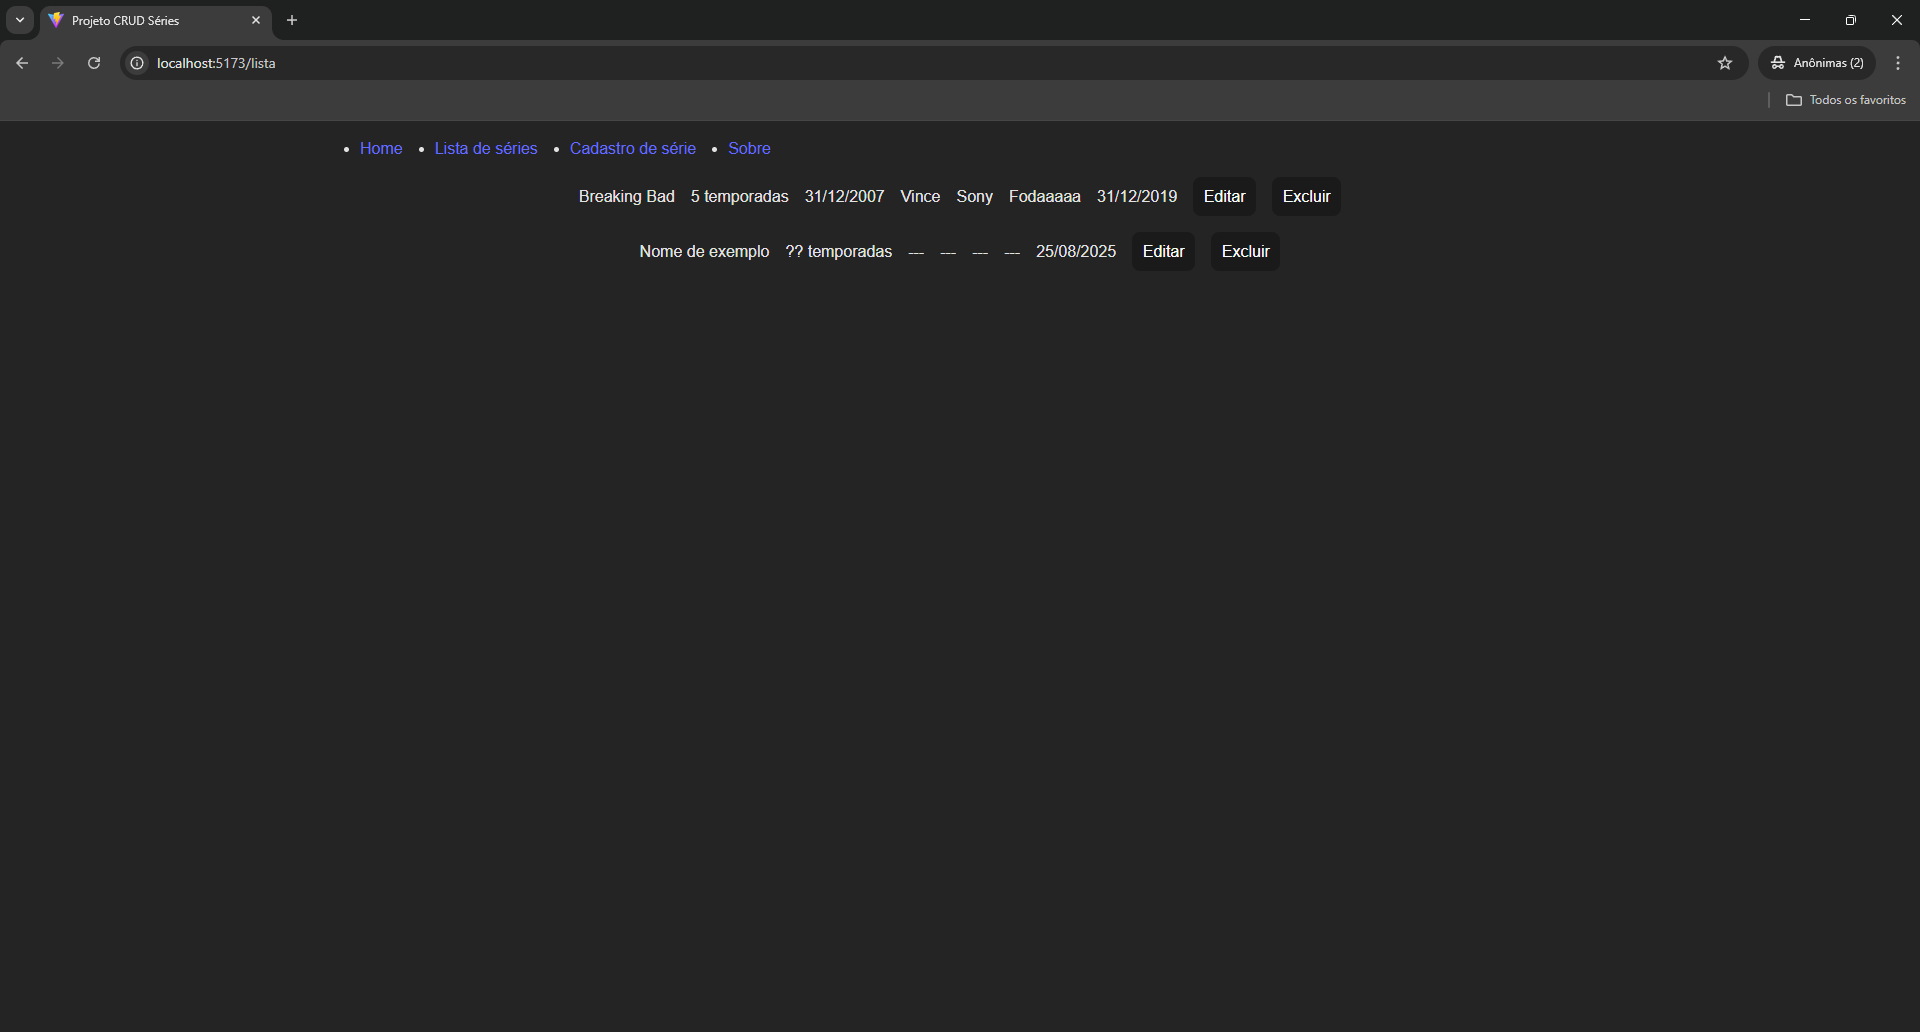 Projeto CRUD Séries
localhost:5173/lista
Anônimas (2)
Todos os favoritos
Home Lista de séries Cadastro de série Sobre
Breaking Bad 5 temporadas 31/12/2007 Vince Sony Fodaaaaa 31/12/2019 Editar Excluir
Nome de exemplo ?? temporadas --- --- --- --- 25/08/2025 Editar Excluir